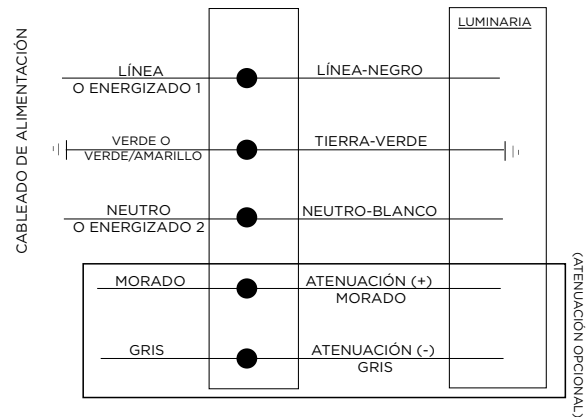 CABLEADO DE ALIMENTACIÓN
LUMINARIA
LÍNEA
O ENERGIZADO 1
LÍNEA-NEGRO
VERDE O
VERDE/AMARILLO
TIERRA-VERDE
NEUTRO
O ENERGIZADO 2
NEUTRO-BLANCO
MORADO
ATENUACIÓN (+)
MORADO
GRIS
ATENUACIÓN (-)
GRIS
(ATENUACIÓN OPCIONAL)